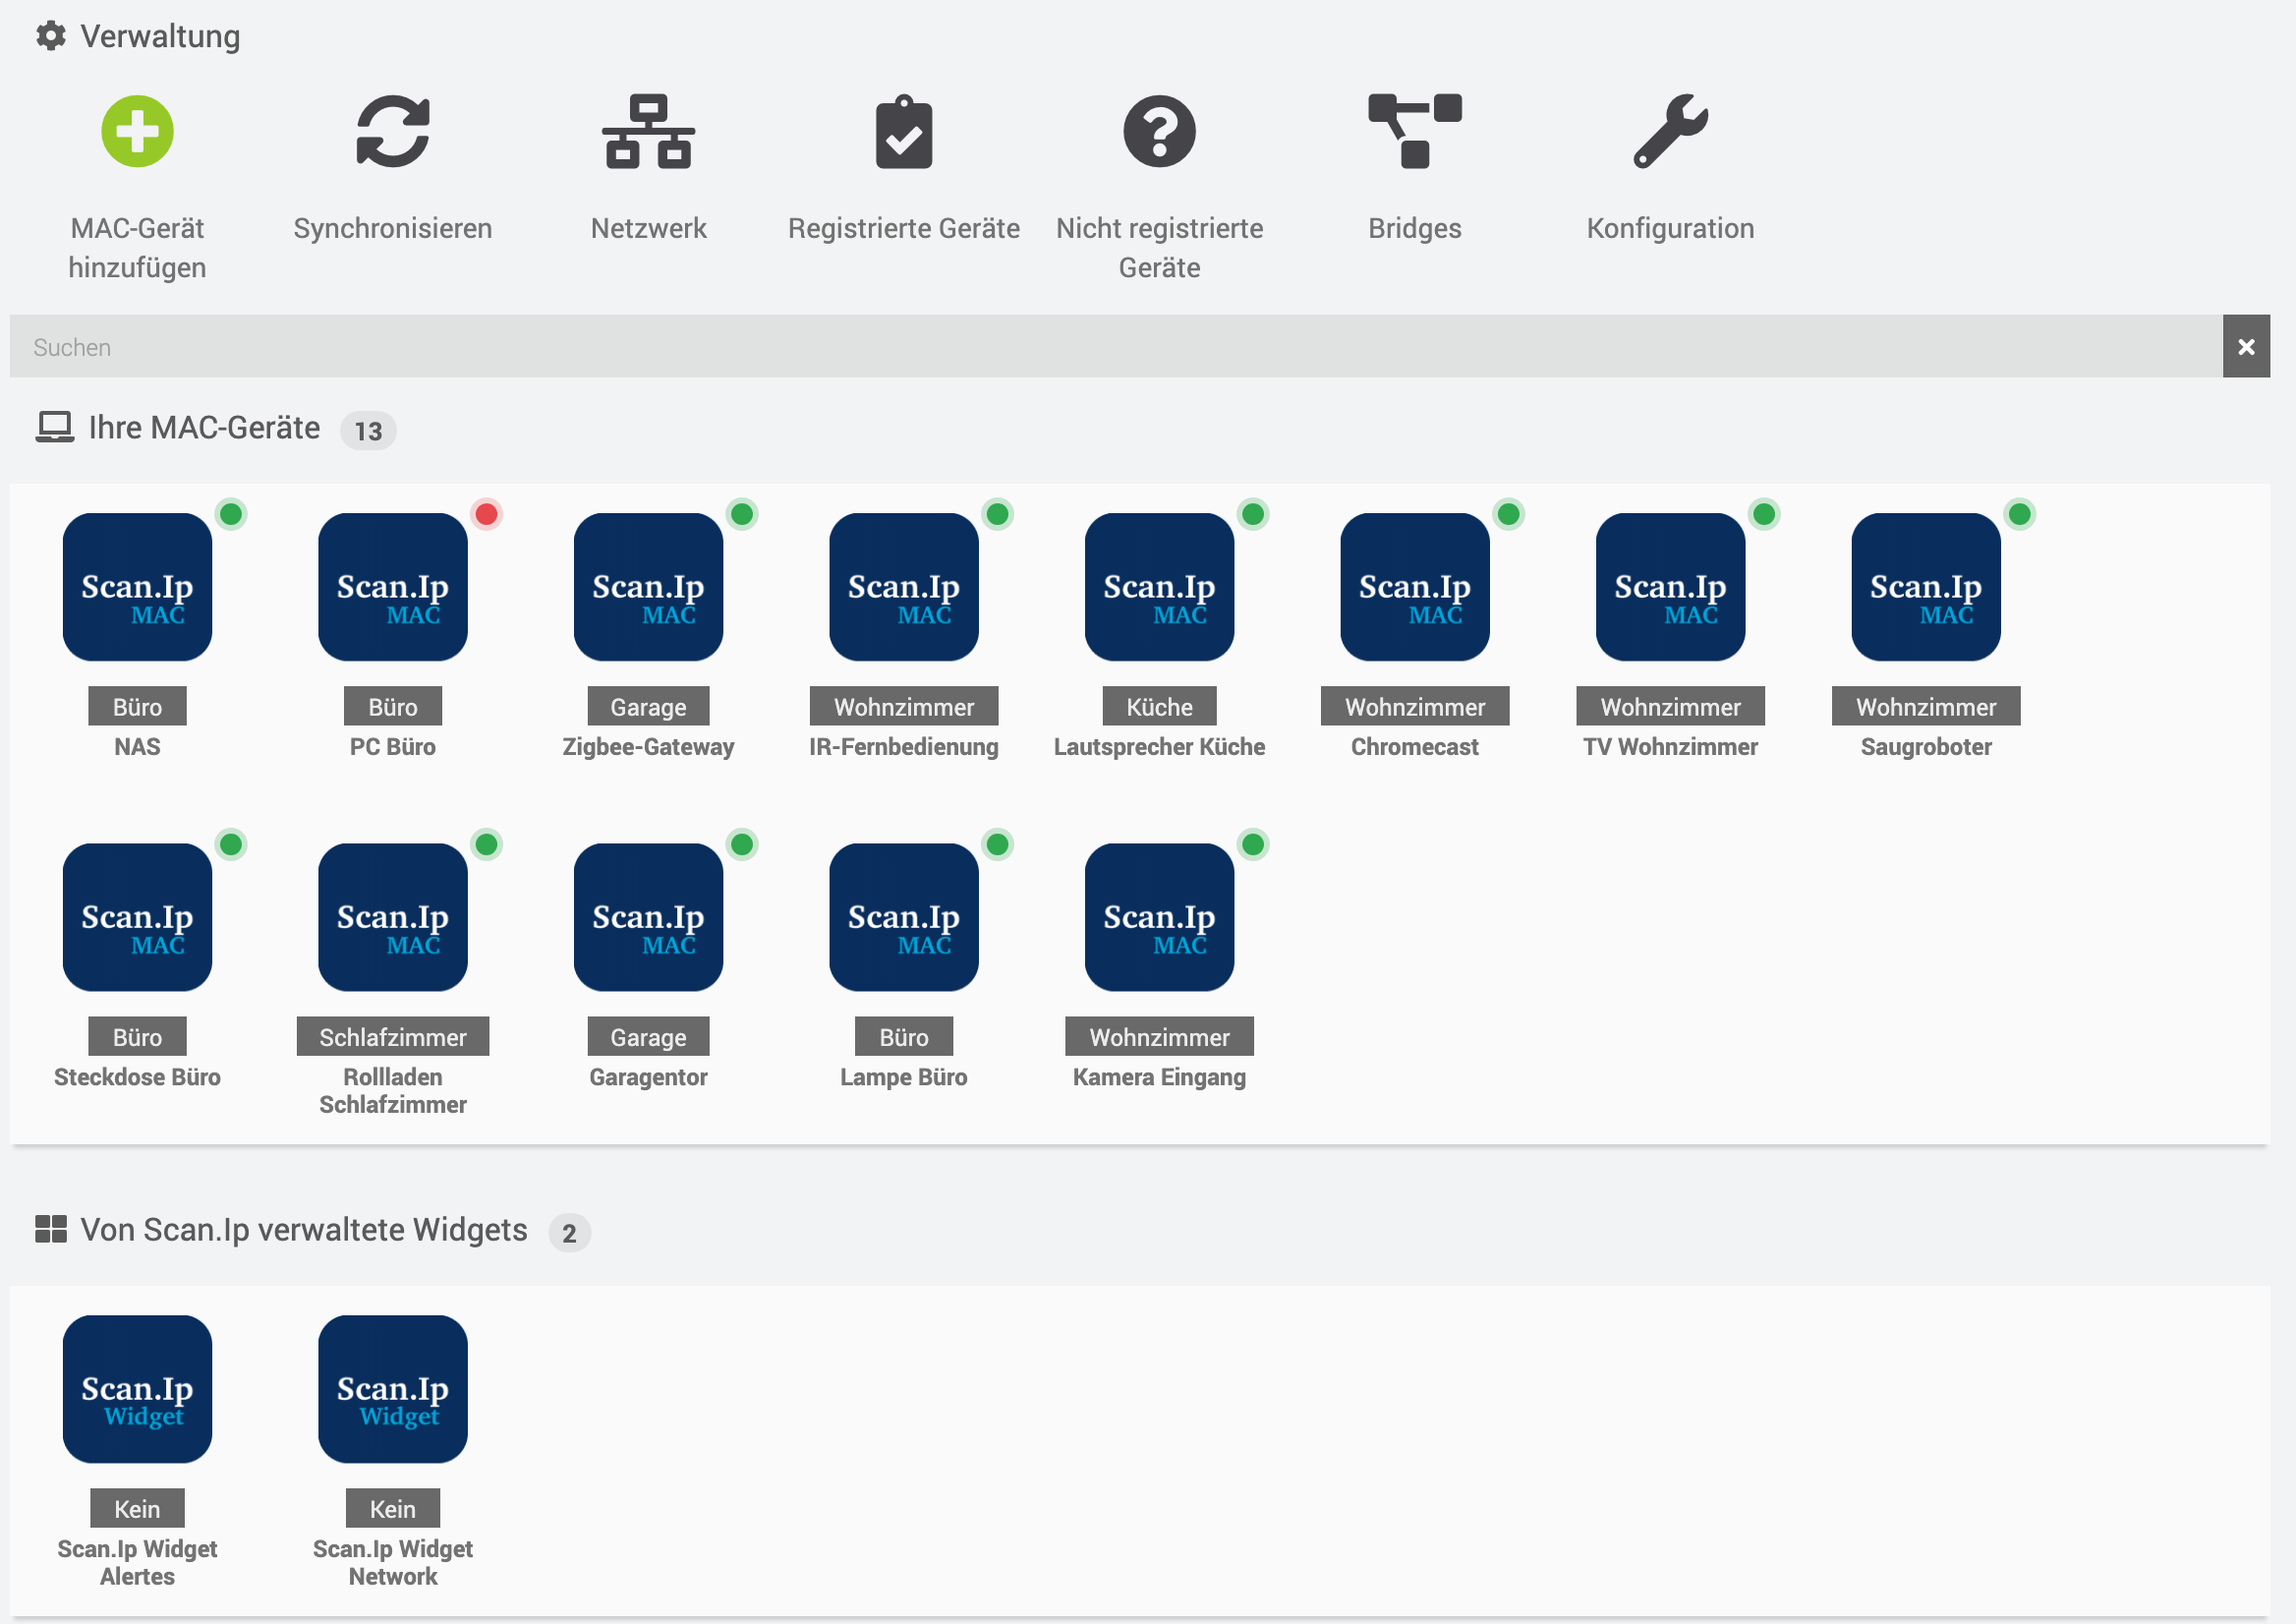 Verwaltung
MAC-Gerät
hinzufügen
Synchronisieren
Netzwerk
Registrierte Geräte
Nicht registrierte
Geräte
Bridges
Konfiguration
Suchen
Ihre MAC-Geräte 13
Scan.Ip
MAC
Büro
NAS
Scan.Ip
MAC
Büro
PC Büro
Scan.Ip
MAC
Garage
Zigbee-Gateway
Scan.Ip
MAC
Wohnzimmer
IR-Fernbedienung
Scan.Ip
MAC
Küche
Lautsprecher Küche
Scan.Ip
MAC
Wohnzimmer
Chromecast
Scan.Ip
MAC
Wohnzimmer
TV Wohnzimmer
Scan.Ip
MAC
Wohnzimmer
Saugroboter
Scan.Ip
MAC
Büro
Steckdose Büro
Scan.Ip
MAC
Schlafzimmer
Rollladen
Schlafzimmer
Scan.Ip
MAC
Garage
Garagentor
Scan.Ip
MAC
Büro
Lampe Büro
Scan.Ip
MAC
Wohnzimmer
Kamera Eingang
Von Scan.Ip verwaltete Widgets 2
Scan.Ip
Widget
Kein
Scan.Ip Widget
Alertes
Scan.Ip
Widget
Kein
Scan.Ip Widget
Network